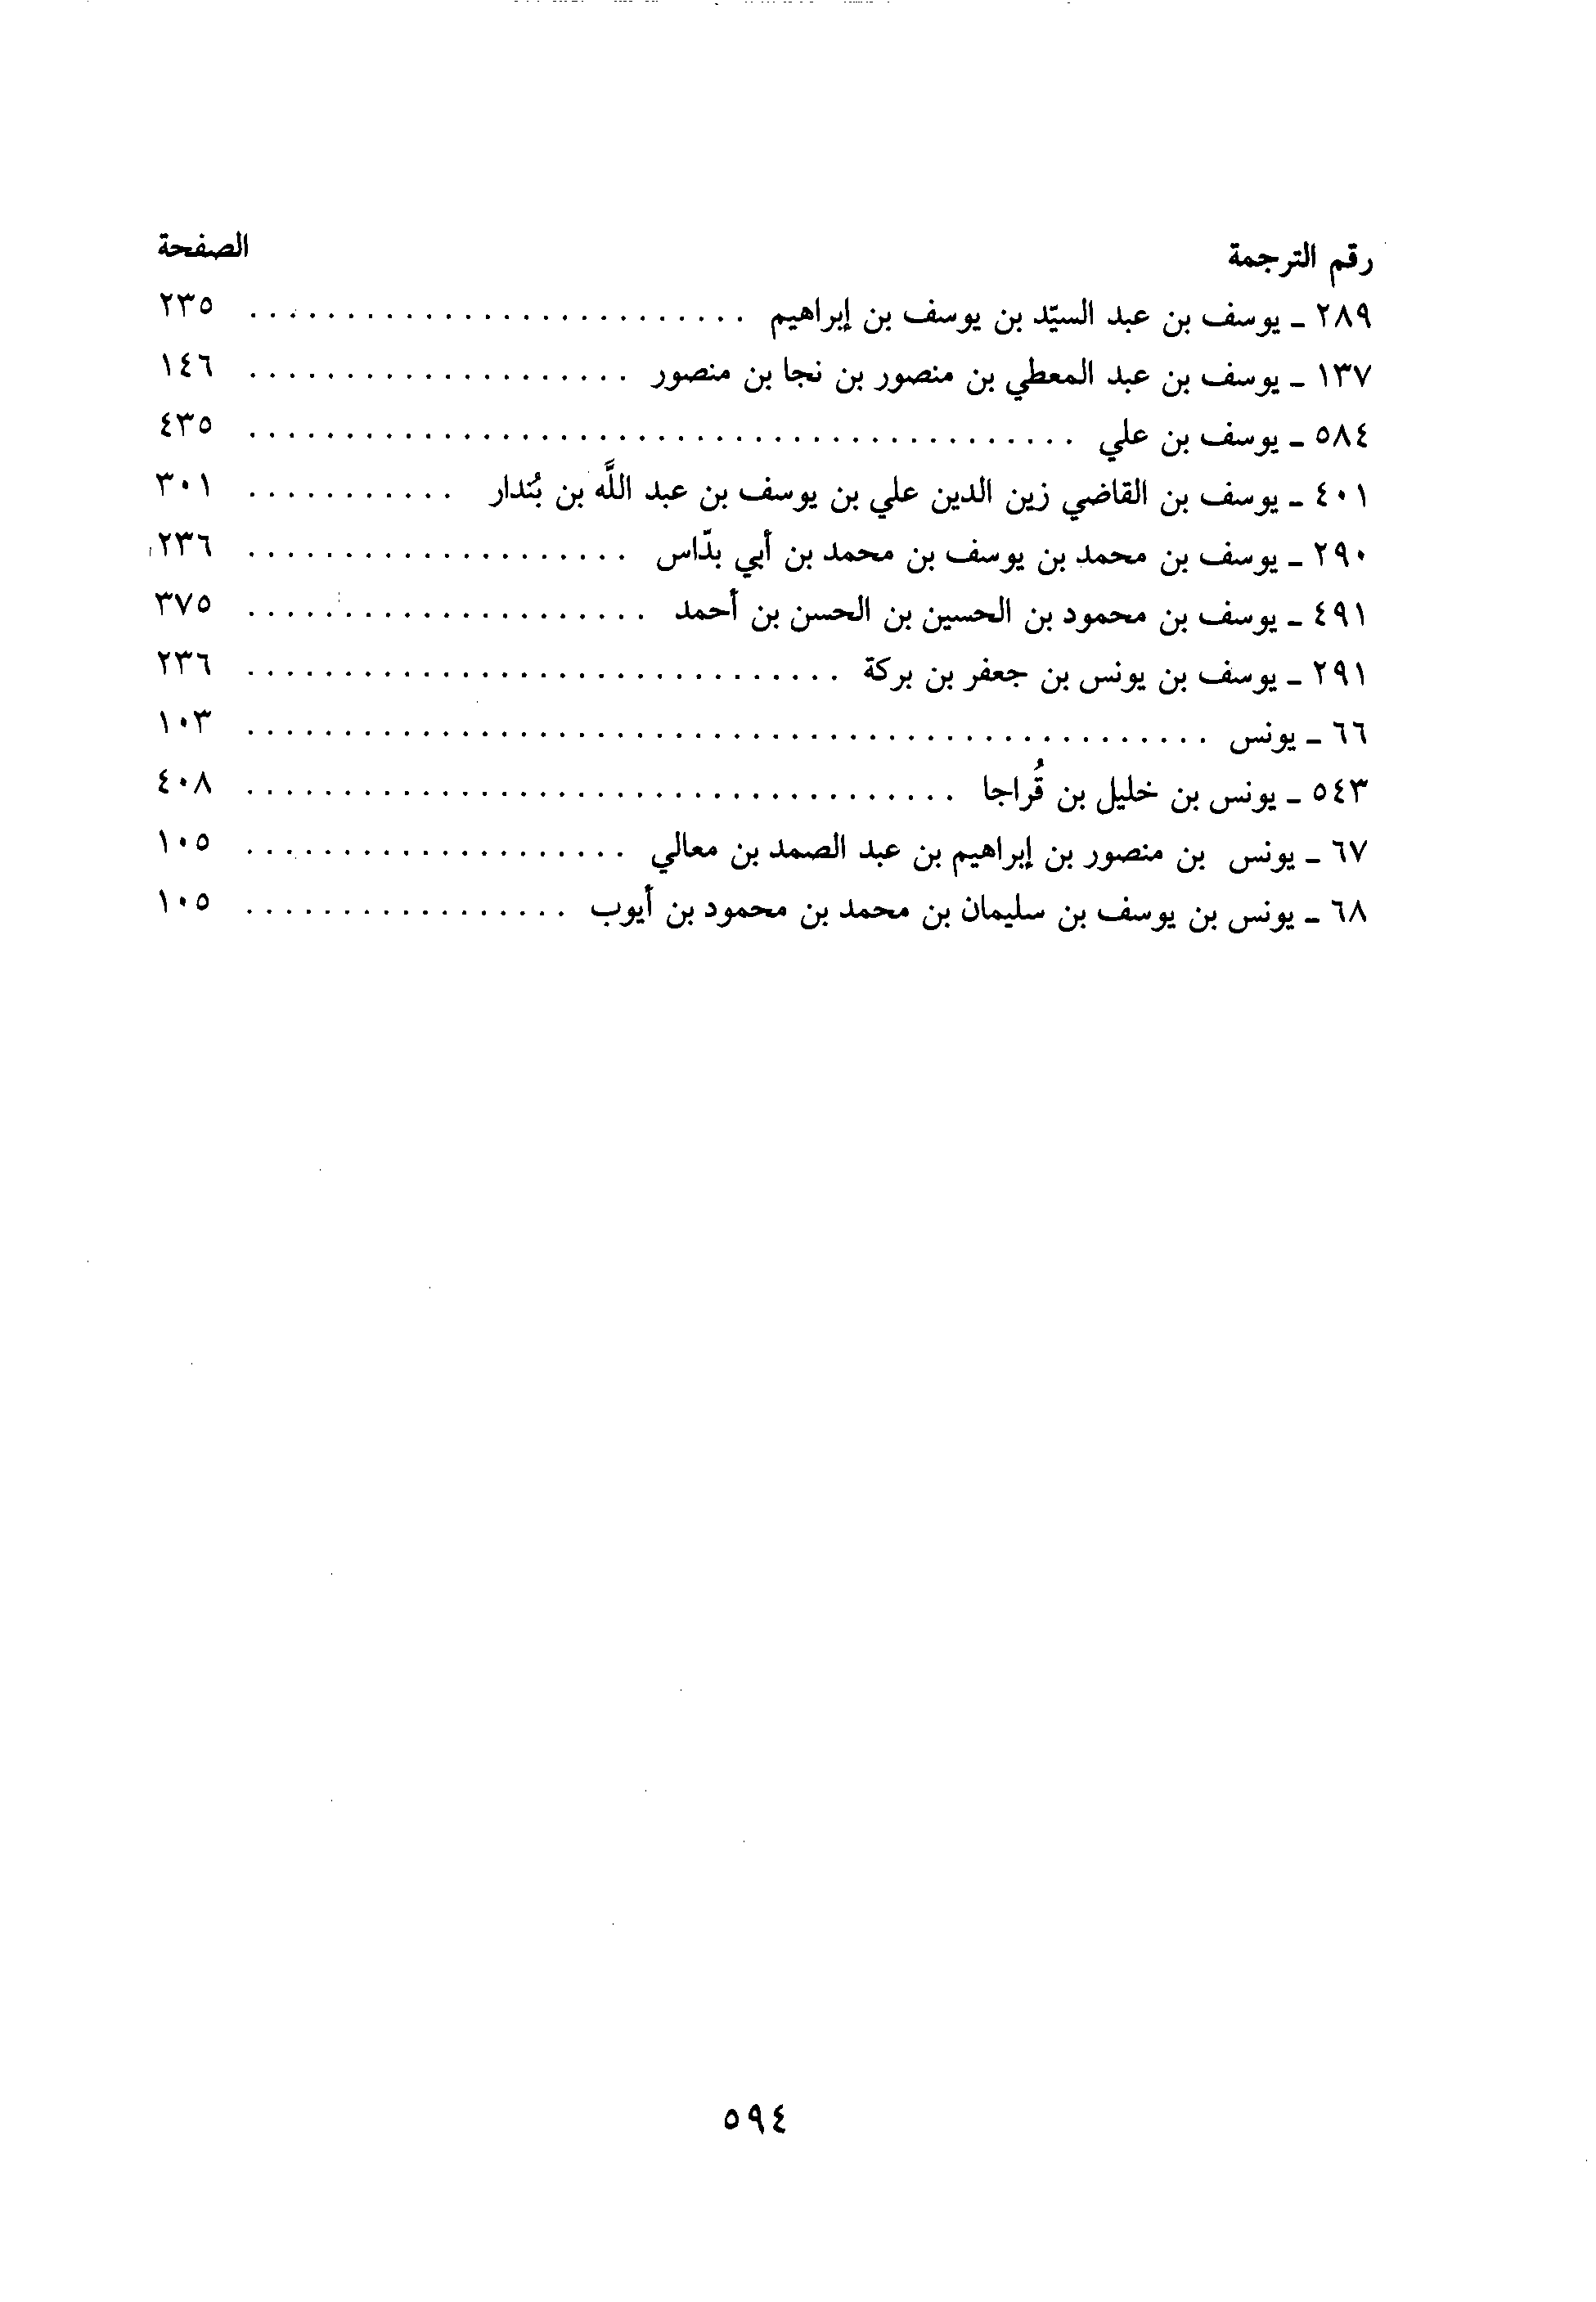 رقم الترجمة الصفحة
٢٨٩ ـ يوسف بن عبد السيّد بن يوسف بن إبراهيم . . . . . . . . . . . . . . . . . . . . . . . . . . ٢٣٥
١٣٧ ـ يوسف بن عبد المعطي بن منصور بن نجا بن منصور . . . . . . . . . . . . . . . . . . . . ١٤٦
٥٨٤ ـ يوسف بن علي . . . . . . . . . . . . . . . . . . . . . . . . . . . . . . . . . . . . . . . . . . . ٤٣٥
٤٠١ ـ يوسف بن القاضي زين الدين علي بن يوسف بن عبد اللَّه بن بُندار . . . . . . . . . . . ٣٠١
٢٩٠ ـ يوسف بن محمد بن يوسف بن محمد بن أبي بدّاس . . . . . . . . . . . . . . . . . . . . ٢٣٦
٤٩١ ـ يوسف بن محمود بن الحسين بن الحسن بن أحمد . . . . . . . . . . . . . . . . . . . . . ٣٧٥
٢٩١ ـ يوسف بن يونس بن جعفر بن بركة . . . . . . . . . . . . . . . . . . . . . . . . . . . . . . . ٢٣٦
٦٦ ـ يونس . . . . . . . . . . . . . . . . . . . . . . . . . . . . . . . . . . . . . . . . . . . . . . . . . . ١٠٣
٥٤٣ ـ يونس بن خليل بن قُراجا . . . . . . . . . . . . . . . . . . . . . . . . . . . . . . . . . . . . . ٤٠٨
٦٧ ـ يونس بن منصور بن إبراهيم بن عبد الصمد بن معالي . . . . . . . . . . . . . . . . . . . . ١٠٥
٦٨ ـ يونس بن يوسف بن سليمان بن محمد بن محمود بن أيوب . . . . . . . . . . . . . . . . . ١٠٥
٥٩٤